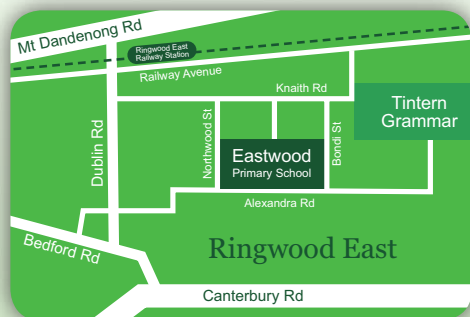 Mt Dandenong Rd
Ringwood East
Railway Station
Railway Avenue
Knaith Rd
Tintern
Grammar
Dublin Rd
Northwood St
Eastwood
Primary School
Bondi St
Alexandra Rd
Bedford Rd
Ringwood East
Canterbury Rd